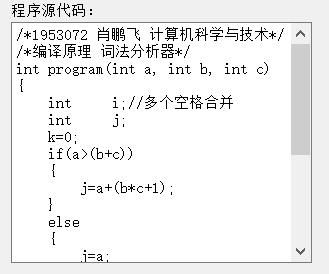 程序源代码：
/*1953072 肖鹏飞 计算机科学与技术*/
/*编译原理 词法分析器*/
int program(int a, int b, int c)
{
    int     i;//多个空格合并
    int     j;
    k=0;
    if(a>(b+c))
    {
        j=a+(b*c+1);
    }
    else
    {
        j=a;